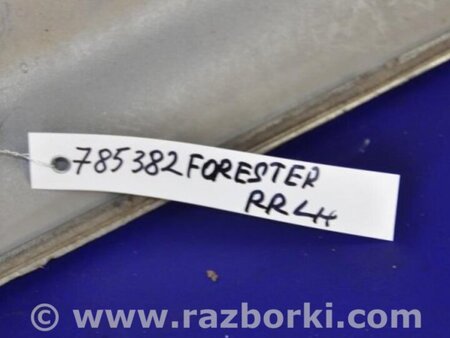 785382 FORESTER
RR LH
© www.razborki.com